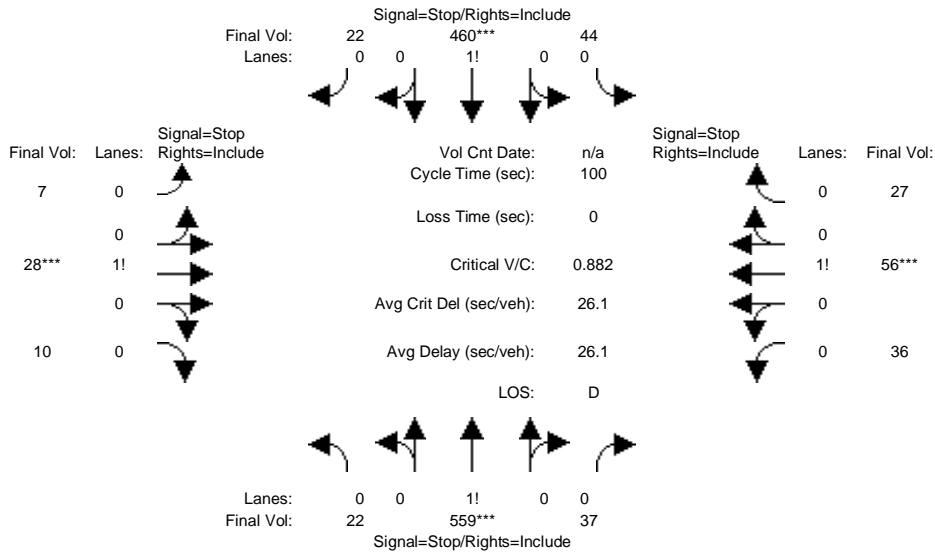 Signal=Stop/Rights=Include
Final Vol: 22 460*** 44
Lanes: 0 0 1! 0 0
Signal=Stop Signal=Stop
Final Vol: Lanes: Rights=Include Vol Cnt Date: n/a Rights=Include Lanes: Final Vol:
Cycle Time (sec): 100
7 0 0 27
Loss Time (sec): 0
0 0
28*** 1! Critical V/C: 0.882 1! 56***
0 Avg Crit Del (sec/veh): 26.1 0
10 0 Avg Delay (sec/veh): 26.1 0 36
LOS: D
Lanes: 0 0 1! 0 0
Final Vol: 22 559*** 37
Signal=Stop/Rights=Include